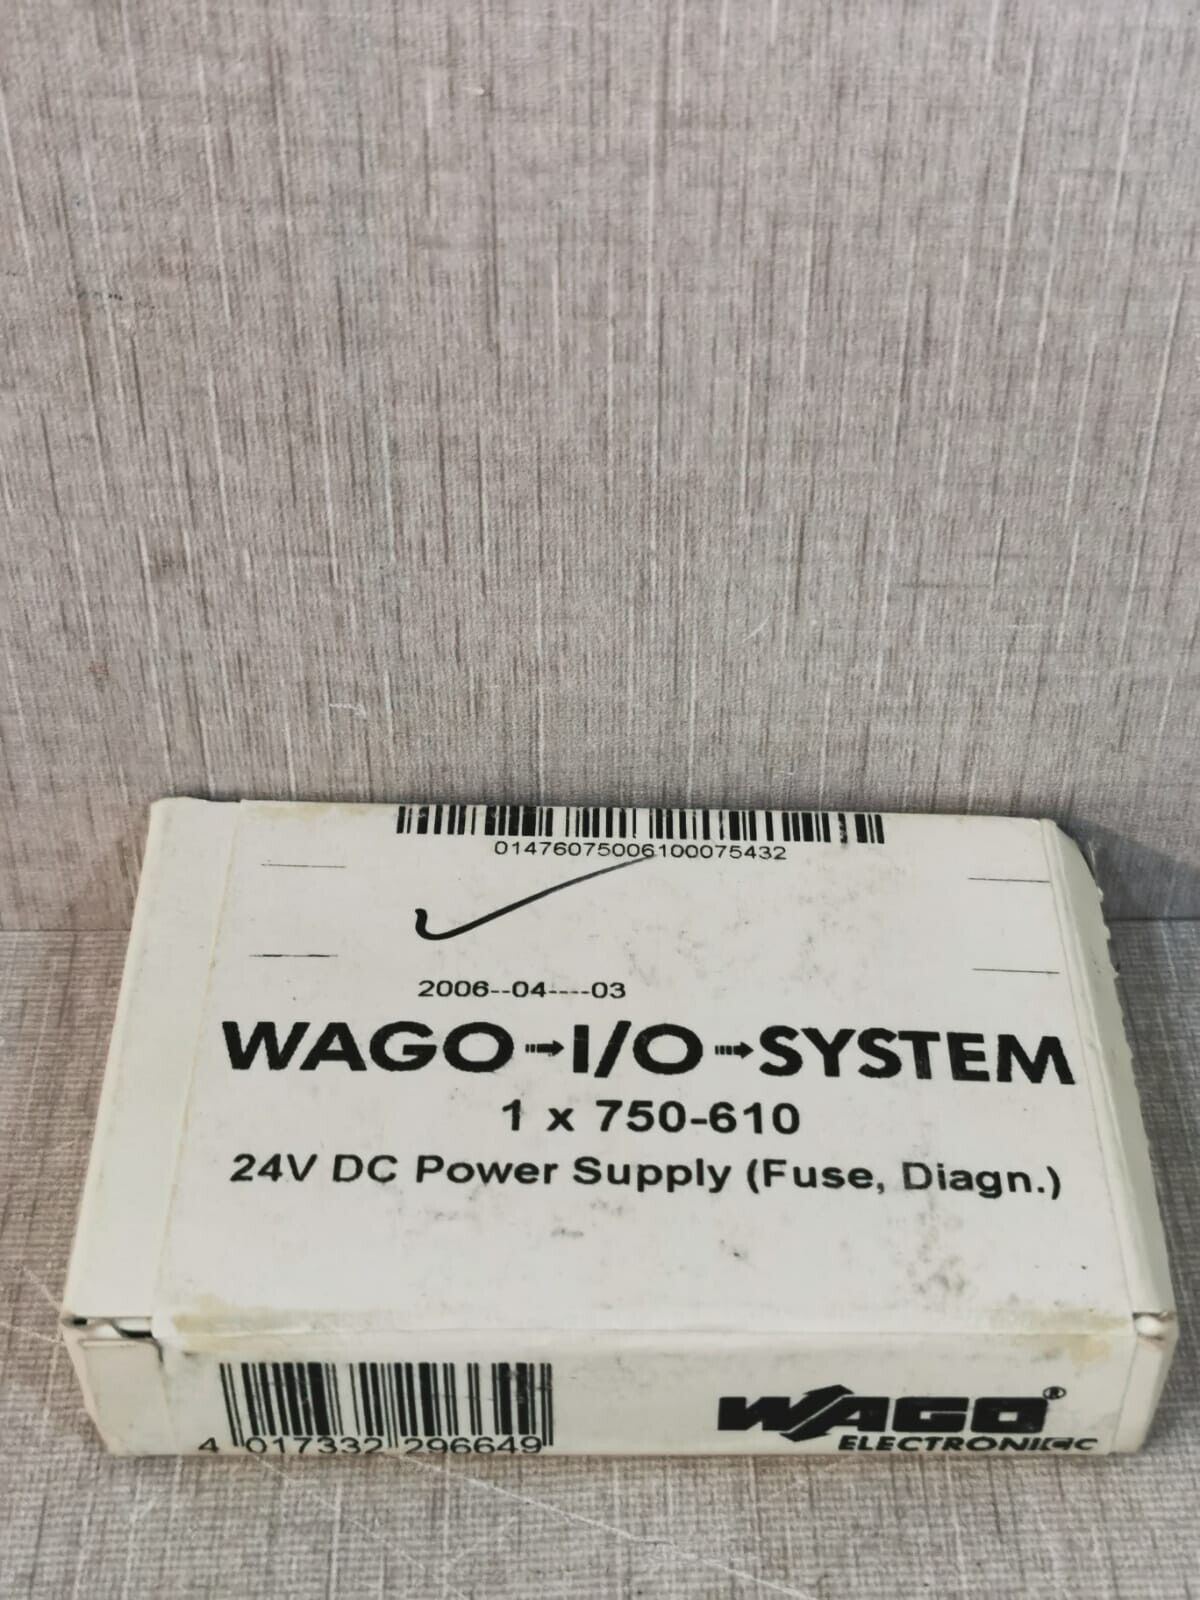 01476075006100075432
2006--04----03
WAGO→I/O→SYSTEM
1 x 750-610
24V DC Power Supply (Fuse, Diagn.)
4 017332 296649
WAGO®